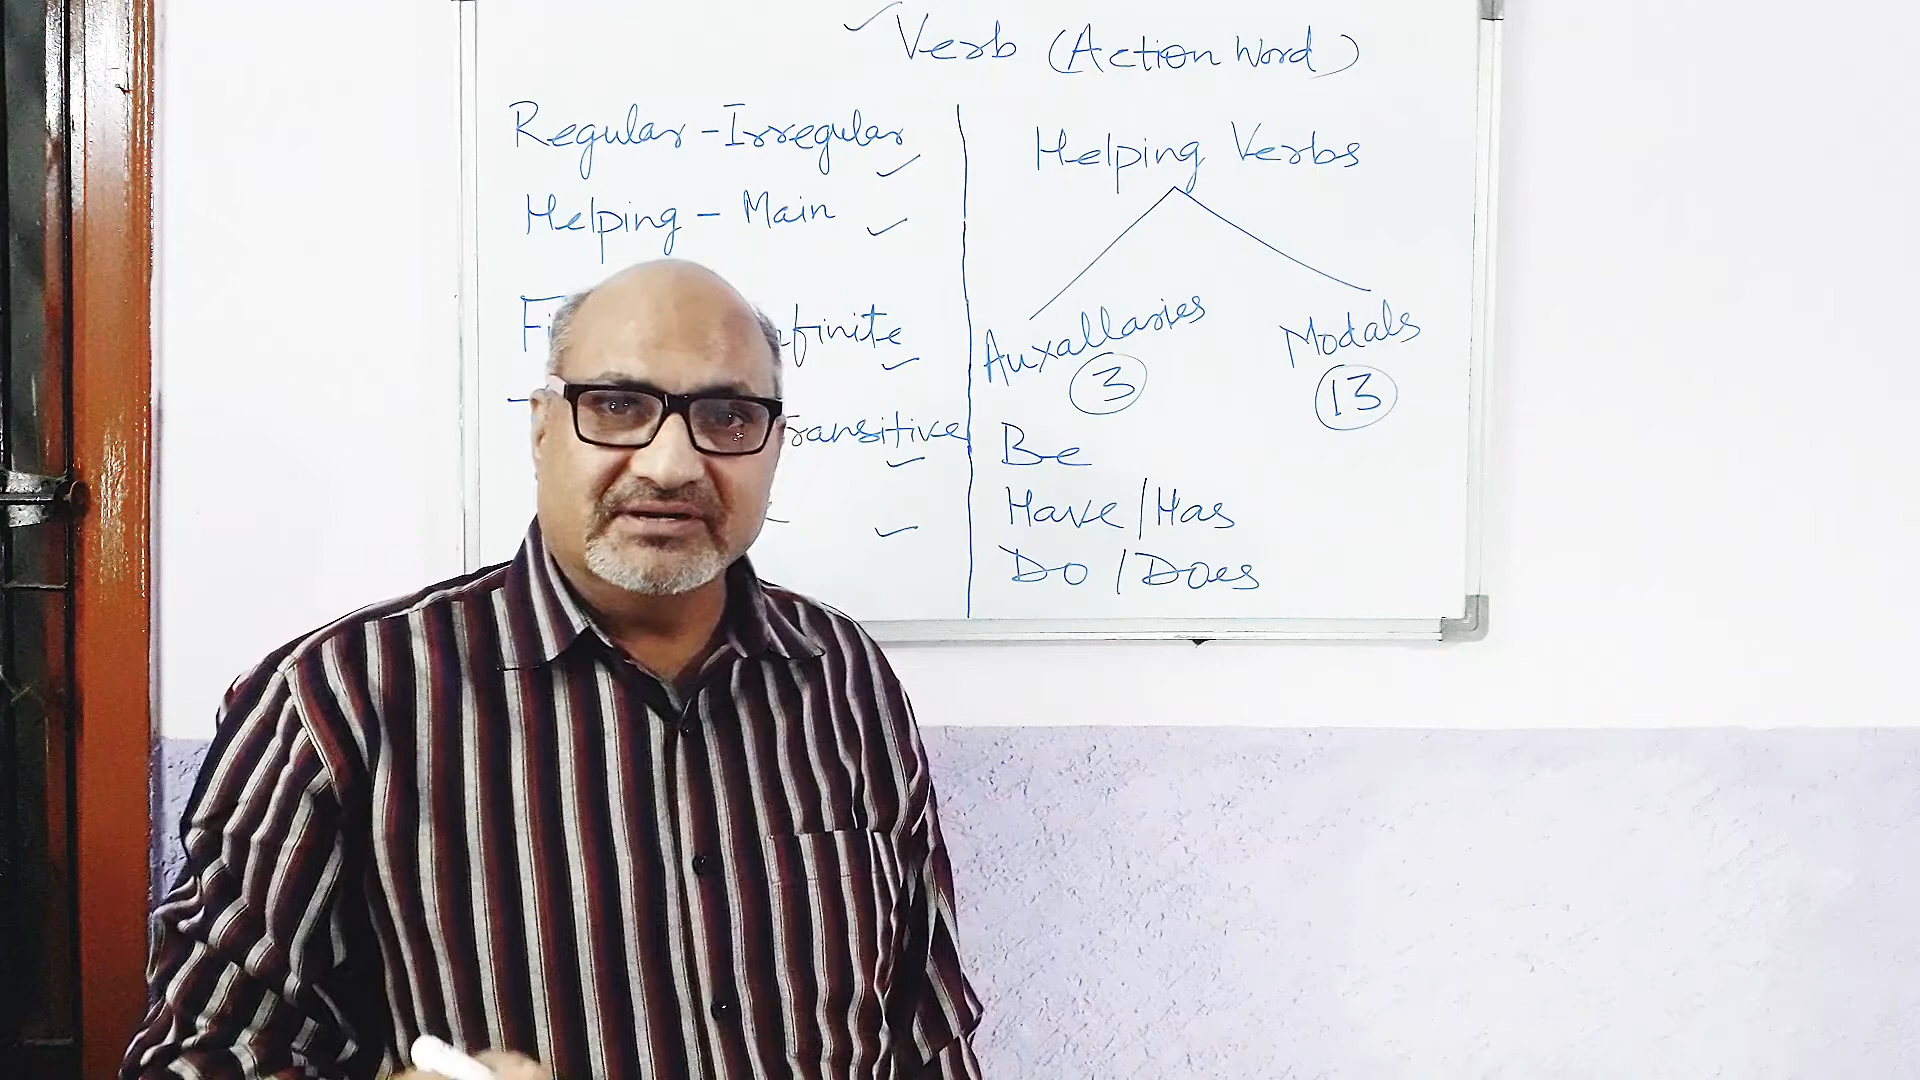 Verb (Action Word)
Regular - Irregular
Helping - Main
finite
ransitive
Helping Verbs
Auxallaries
3
Modals
13
Be
Have / Has
Do / Does